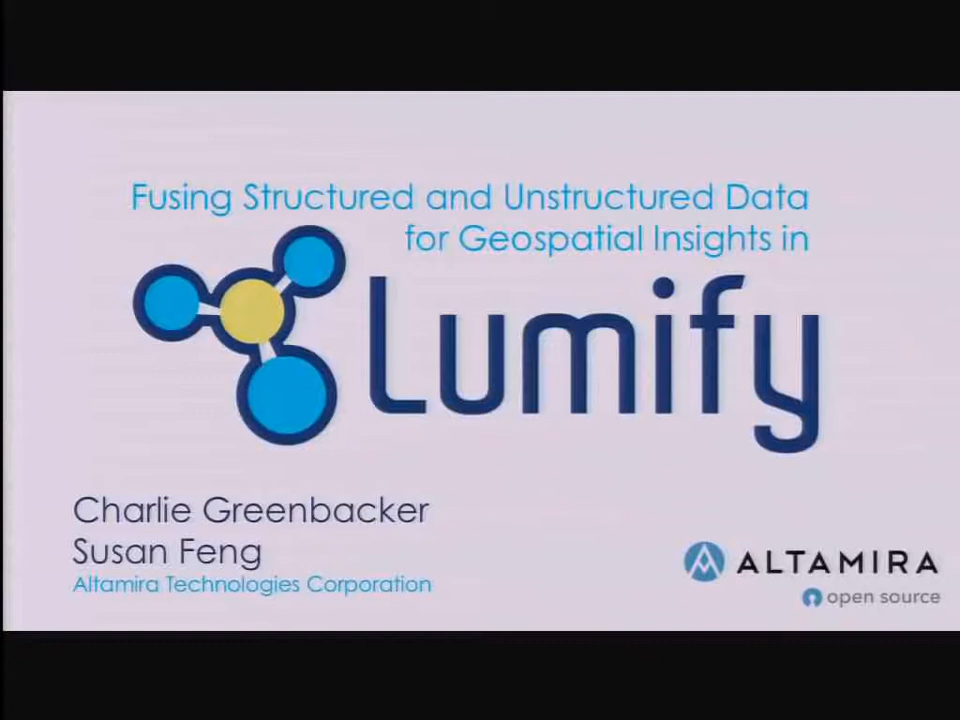 Fusing Structured and Unstructured Data
for Geospatial Insights in
Lumify
Charlie Greenbacker
Susan Feng
Altamira Technologies Corporation
ALTAMIRA
open source